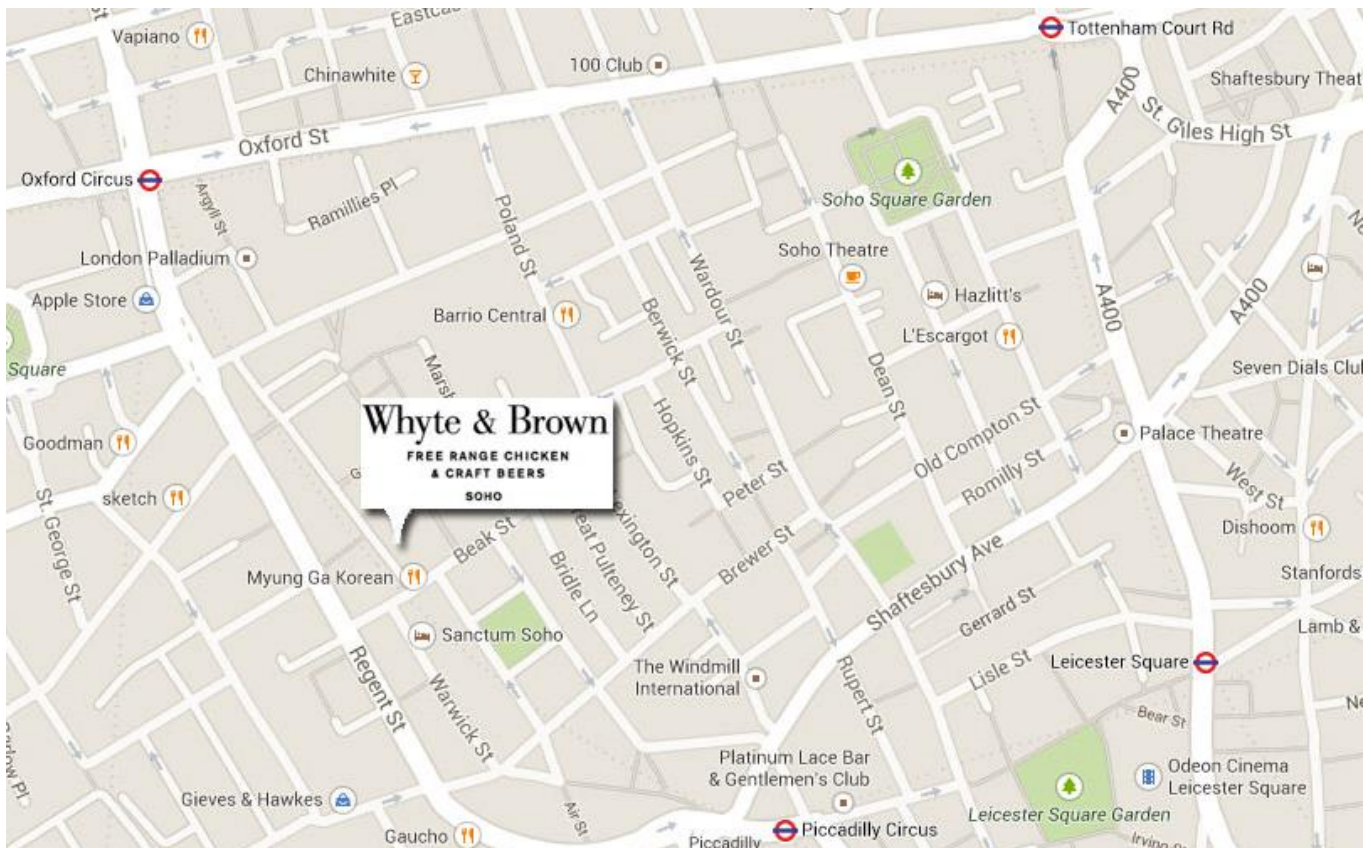 Eastcas
Vapiano
Tottenham Court Rd
100 Club
Chinawhite
Shaftesbury Theat
A400
St. Giles High St
Oxford St
Oxford Circus
Argyll St
Ramillies Pl
Soho Square Garden
Poland St
London Palladium
Soho Theatre
Wardour St
Apple Store
Hazlitt's
A400
A400
Barrio Central
Berwick St
L'Escargot
Square
Marsh
Dean St
Seven Dials Club
Whyte & Brown
FREE RANGE CHICKEN
& CRAFT BEERS
SOHO
Hopkins St
Old Compton St
Goodman
Palace Theatre
Romilly St
Peter St
West St
sketch
St. George St
Beak St
Lexington St
Great Pulteney St
Bridle Ln
Brewer St
Dishoom
Shaftesbury Ave
Myung Ga Korean
Stanfords
Gerrard St
Sanctum Soho
Lamb &
Leicester Square
Lisle St
The Windmill
International
Regent St
Warwick St
Rupert St
Ne
Bear St
Platinum Lace Bar
& Gentlemen's Club
Odeon Cinema
Leicester Square
Gieves & Hawkes
Air St
Leicester Square Garden
Gaucho
Piccadilly Circus
Piccadilly
Irving St